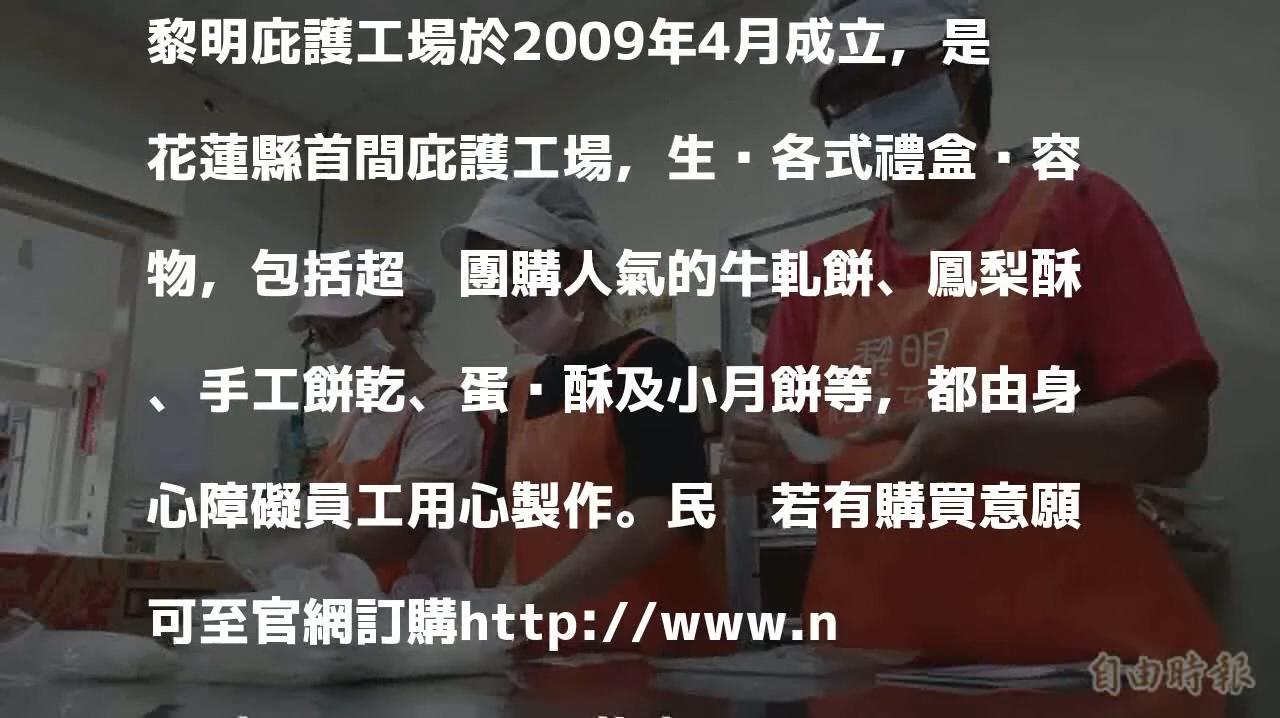 黎明庇護工場於2009年4月成立，是
花蓮縣首間庇護工場，生·各式禮盒·容
物，包括超　團購人氣的牛軋餅、鳳梨酥
、手工餅乾、蛋·酥及小月餅等，都由身
心障礙員工用心製作。民　若有購買意願
可至官網訂購http://www.n
黎明
自由時報